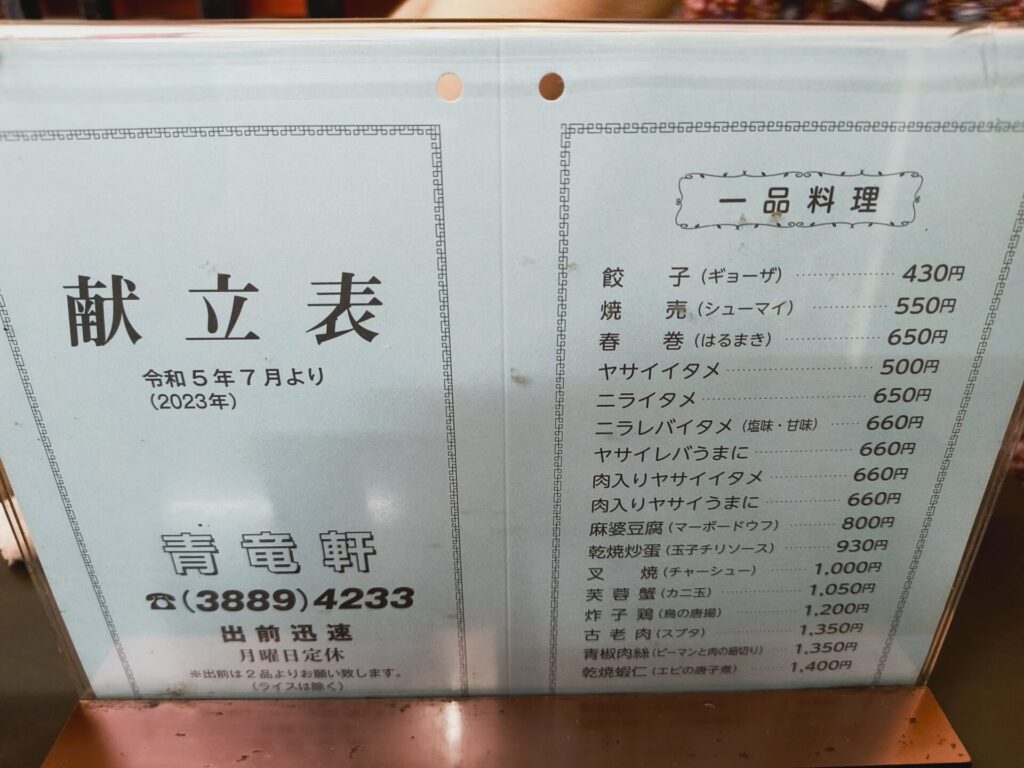 献立表
令和5年7月より
(2023年)
青竜軒
☎(3889)4233
出前迅速
月曜日定休
※出前は2品よりお願い致します。
(ライスは除く)
一品料理
餃子(ギョーザ)………………430円
焼売(シューマイ)………………550円
春巻(はるまき)………………650円
ヤサイイタメ………………500円
ニライタメ………………650円
ニラレバイタメ(塩味・甘味)……660円
ヤサイレバうまに………………660円
肉入りヤサイイタメ………………660円
肉入りヤサイうまに………………660円
麻婆豆腐(マーボードウフ)………800円
乾焼炒蛋(玉子チリソース)………930円
叉焼(チャーシュー)………1,000円
芙蓉蟹(カニ玉)………………1,050円
炸子鶏(鳥の唐揚)………………1,200円
古老肉(スブタ)………………1,350円
青椒肉絲(ピーマンと肉の細切り)……1,350円
乾焼蝦仁(エビの唐子煮)………1,400円